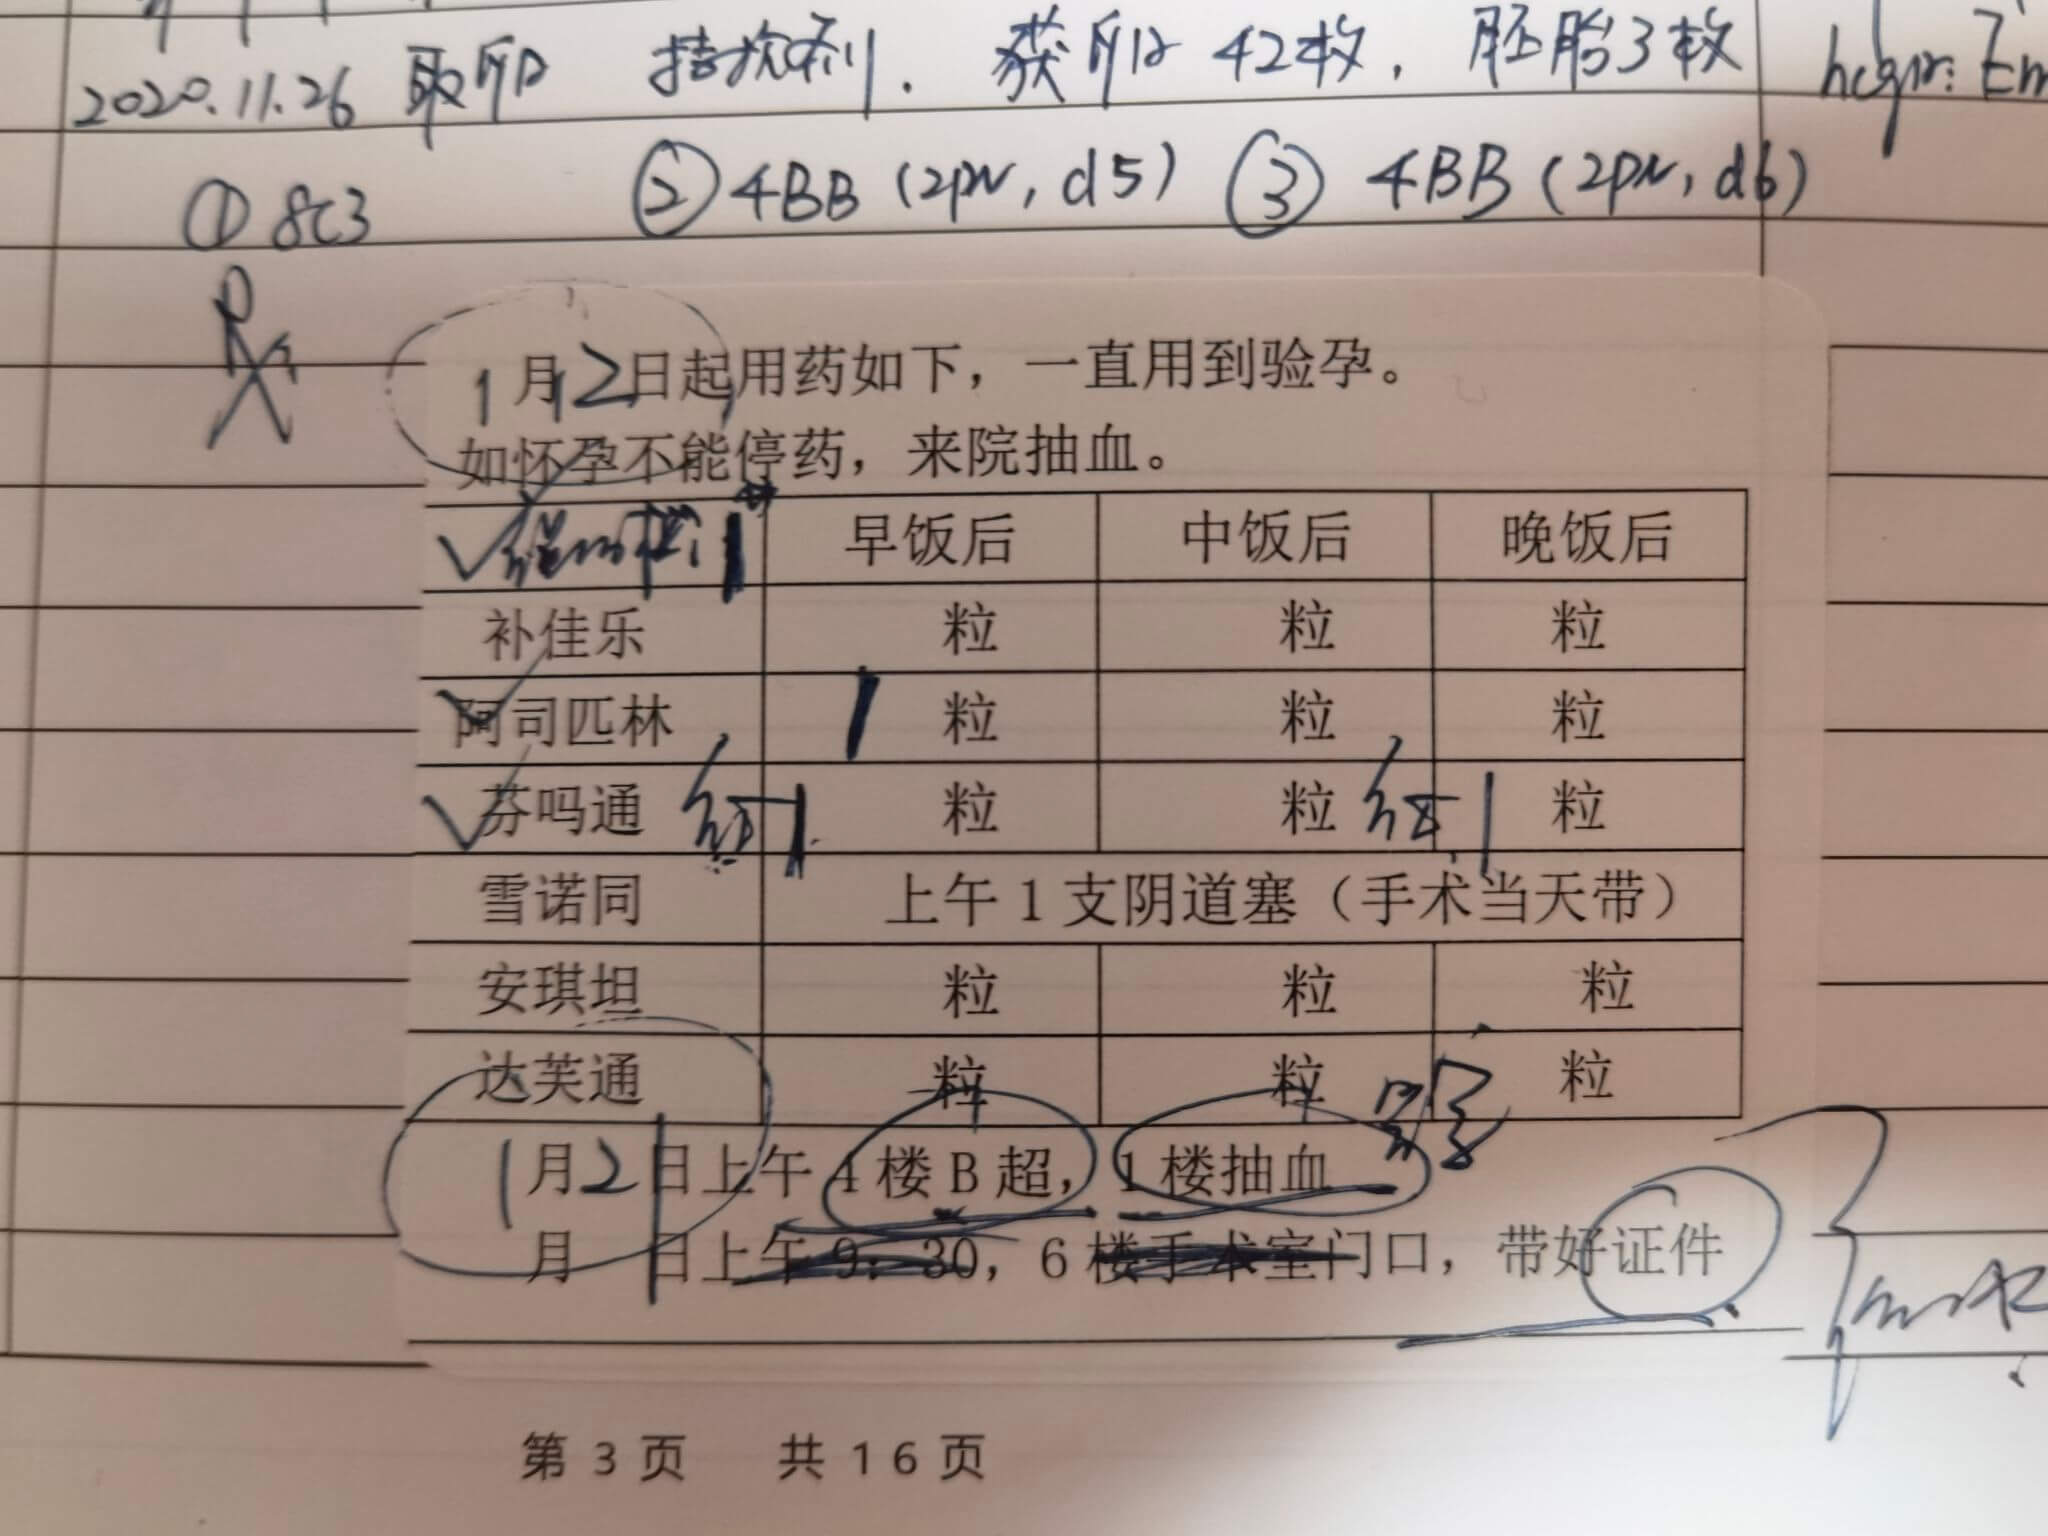 2020.11.26 取卵 拮抗剂. 获卵42枚, 胚胎3枚
① 8C3 ② 4BB (2PN, d5) ③ 4BB (2PN, d6)
1月12日起用药如下，一直用到验孕。
如怀孕不能停药，来院抽血。
早饭后 中饭后 晚饭后
补佳乐 粒 粒 粒
阿司匹林 1 粒 粒 粒
芬吗通 红1 粒 粒 红1 粒
雪诺同 上午1支阴道塞（手术当天带）
安琪坦 粒 粒 粒
达芙通 粒 粒 粒
1月21日上午4楼B超，1楼抽血
月 日上午9：30，6楼手术室门口，带好证件
第 3 页 共 16 页